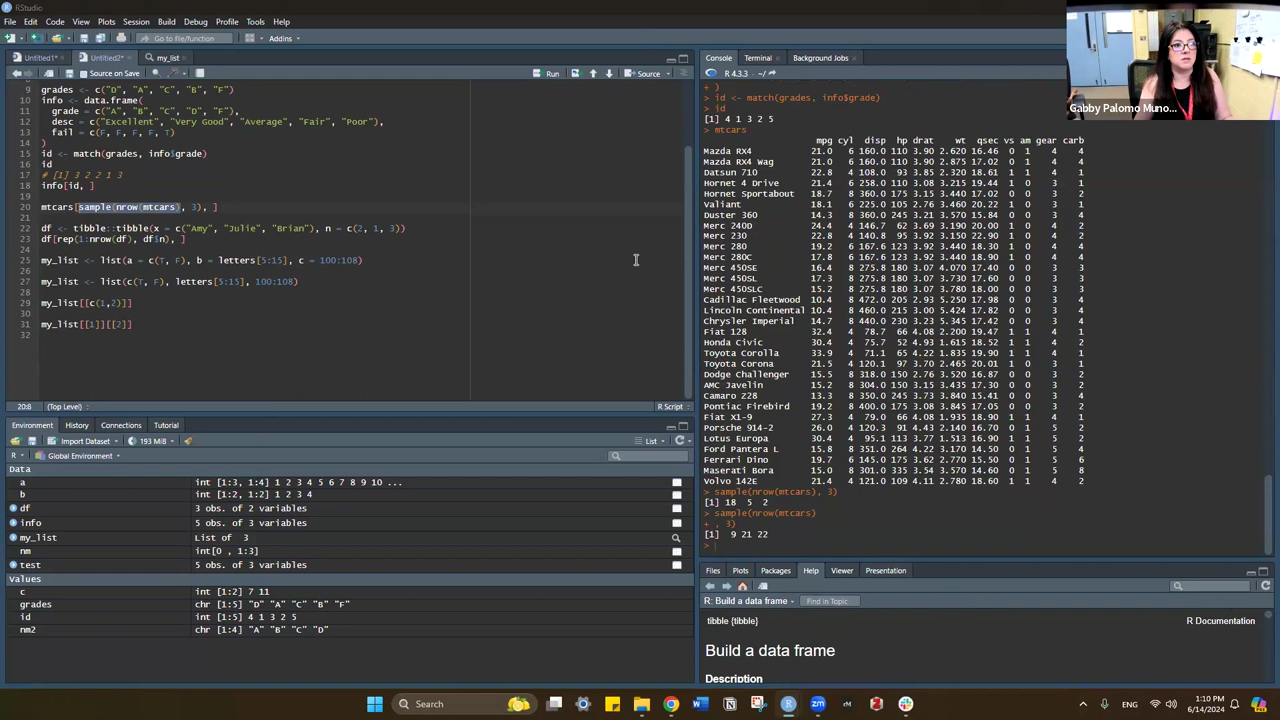 RStudio
File Edit Code View Plots Session Build Debug Profile Tools Help
Go to file/function Addins
Untitled1* × Untitled2* × my_list ×
Source on Save Run Source
9 grades <- c("D", "A", "C", "B", "F")
10 info <- data.frame(
11 grade = c("A", "B", "C", "D", "F"),
12 desc = c("Excellent", "Very Good", "Average", "Fair", "Poor"),
13 fail = c(F, F, F, F, T)
14 )
15 id <- match(grades, info$grade)
16 id
17 # [1] 3 2 2 1 3
18 info[id, ]
19
20 mtcars[sample(nrow(mtcars), 3), ]
21
22 df <- tibble::tibble(x = c("Amy", "Julie", "Brian"), n = c(2, 1, 3))
23 df[rep(1:nrow(df), df$n), ]
24
25 my_list <- list(a = c(T, F), b = letters[5:15], c = 100:108)
26
27 my_list <- list(c(T, F), letters[5:15], 100:108)
28
29 my_list[[c(1,2)]]
30
31 my_list[[1]][[2]]
32
20:8 (Top Level) R Script
Environment History Connections Tutorial
Import Dataset 193 MiB List
R Global Environment
Data
a int [1:3, 1:4] 1 2 3 4 5 6 7 8 9 10 ...
b int [1:2, 1:2] 1 2 3 4
df 3 obs. of 2 variables
info 5 obs. of 3 variables
my_list List of 3
nm int[0 , 1:3]
test 5 obs. of 3 variables
Values
c int [1:2] 7 11
grades chr [1:5] "D" "A" "C" "B" "F"
id int [1:5] 4 1 3 2 5
nm2 chr [1:4] "A" "B" "C" "D"
Console Terminal × Background Jobs ×
R 4.3.3 · ~/
+ )
> id <- match(grades, info$grade)
> id
[1] 4 1 3 2 5
> mtcars
mpg cyl disp hp drat wt qsec vs am gear carb
Mazda RX4 21.0 6 160.0 110 3.90 2.620 16.46 0 1 4 4
Mazda RX4 Wag 21.0 6 160.0 110 3.90 2.875 17.02 0 1 4 4
Datsun 710 22.8 4 108.0 93 3.85 2.320 18.61 1 1 4 1
Hornet 4 Drive 21.4 6 258.0 110 3.08 3.215 19.44 1 0 3 1
Hornet Sportabout 18.7 8 360.0 175 3.15 3.440 17.02 0 0 3 2
Valiant 18.1 6 225.0 105 2.76 3.460 20.22 1 0 3 1
Duster 360 14.3 8 360.0 245 3.21 3.570 15.84 0 0 3 4
Merc 240D 24.4 4 146.7 62 3.69 3.190 20.00 1 0 4 2
Merc 230 22.8 4 140.8 95 3.92 3.150 22.90 1 0 4 2
Merc 280 19.2 6 167.6 123 3.92 3.440 18.30 1 0 4 4
Merc 280C 17.8 6 167.6 123 3.92 3.440 18.90 1 0 4 4
Merc 450SE 16.4 8 275.8 180 3.07 4.070 17.40 0 0 3 3
Merc 450SL 17.3 8 275.8 180 3.07 3.730 17.60 0 0 3 3
Merc 450SLC 15.2 8 275.8 180 3.07 3.780 18.00 0 0 3 3
Cadillac Fleetwood 10.4 8 472.0 205 2.93 5.250 17.98 0 0 3 4
Lincoln Continental 10.4 8 460.0 215 3.00 5.424 17.82 0 0 3 4
Chrysler Imperial 14.7 8 440.0 230 3.23 5.345 17.42 0 0 3 4
Fiat 128 32.4 4 78.7 66 4.08 2.200 19.47 1 1 4 1
Honda Civic 30.4 4 75.7 52 4.93 1.615 18.52 1 1 4 2
Toyota Corolla 33.9 4 71.1 65 4.22 1.835 19.90 1 1 4 1
Toyota Corona 21.5 4 120.1 97 3.70 2.465 20.01 1 0 3 1
Dodge Challenger 15.5 8 318.0 150 2.76 3.520 16.87 0 0 3 2
AMC Javelin 15.2 8 304.0 150 3.15 3.435 17.30 0 0 3 2
Camaro Z28 13.3 8 350.0 245 3.73 3.840 15.41 0 0 3 4
Pontiac Firebird 19.2 8 400.0 175 3.08 3.845 17.05 0 0 3 2
Fiat X1-9 27.3 4 79.0 66 4.08 1.935 18.90 1 1 4 1
Porsche 914-2 26.0 4 120.3 91 4.43 2.140 16.70 0 1 5 2
Lotus Europa 30.4 4 95.1 113 3.77 1.513 16.90 1 1 5 2
Ford Pantera L 15.8 8 351.0 264 4.22 3.170 14.50 0 1 5 4
Ferrari Dino 19.7 6 145.0 175 3.62 2.770 15.50 0 1 5 6
Maserati Bora 15.0 8 301.0 335 3.54 3.570 14.60 0 1 5 8
Volvo 142E 21.4 4 121.0 109 4.11 2.780 18.60 1 1 4 2
> sample(nrow(mtcars), 3)
[1] 18 5 2
> sample(nrow(mtcars)
+ , 3)
[1] 9 21 22
>
Files Plots Packages Help Viewer Presentation
R: Build a data frame Find in Topic
tibble {tibble} R Documentation
Build a data frame
Description
Gabby Palomo Muno...
Search ENG 1:10 PM
6/14/2024